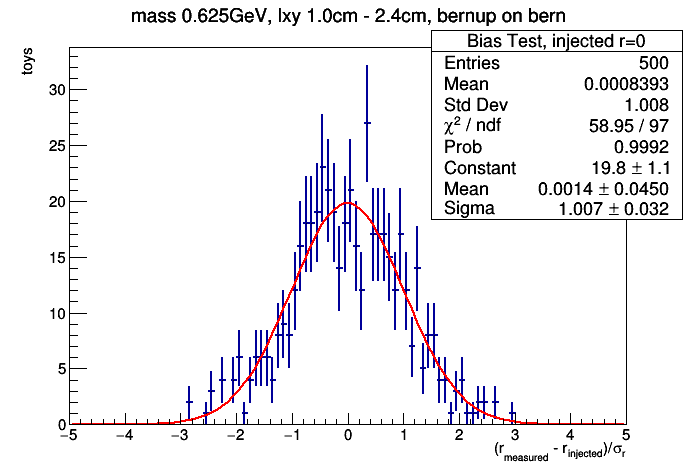 mass 0.625GeV, lxy 1.0cm - 2.4cm, bernup on bern
Bias Test, injected r=0
Entries 500
Mean 0.0008393
Std Dev 1.008
χ² / ndf 58.95 / 97
Prob 0.9992
Constant 19.8 ± 1.1
Mean 0.0014 ± 0.0450
Sigma 1.007 ± 0.032
toys
30
25
20
15
10
5
0
−5 −4 −3 −2 −1 0 1 2 3 4 5
(r_measured - r_injected)/σ_r